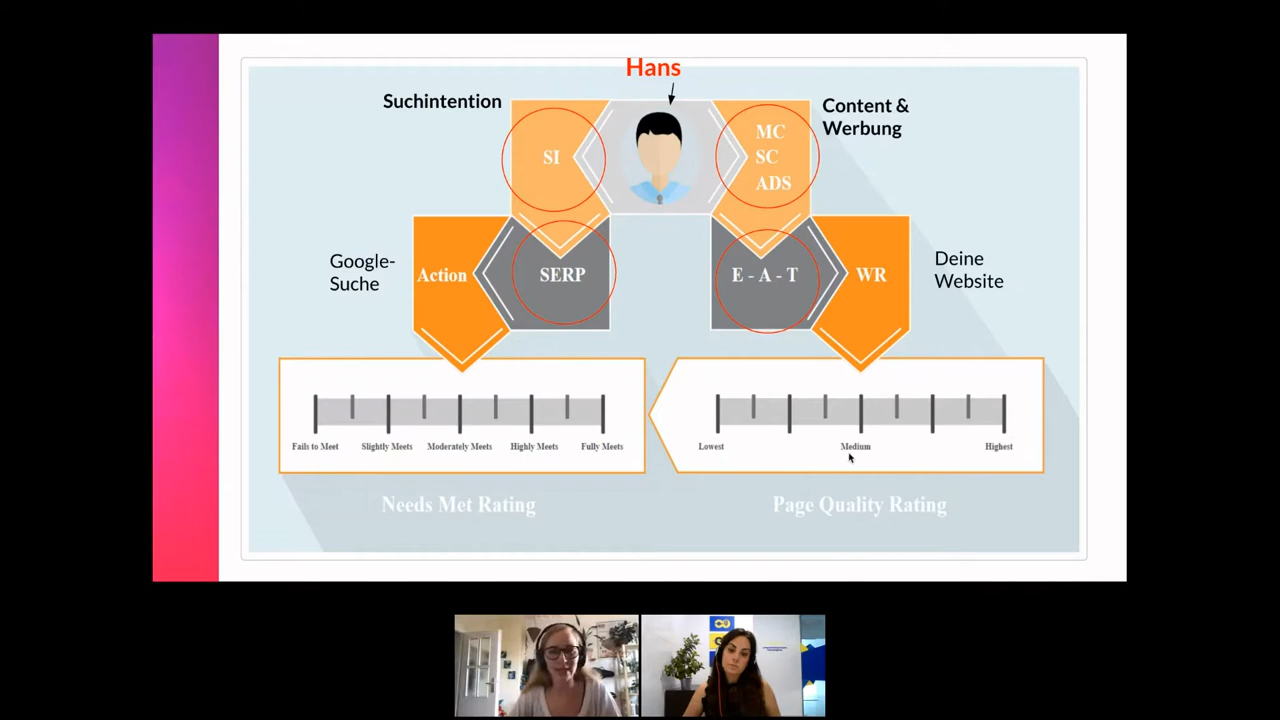 Hans
Suchintention
Content &
Werbung
SI
MC
SC
ADS
Google-
Suche
Action
SERP
E - A - T
WR
Deine
Website
Fails to Meet
Slightly Meets
Moderately Meets
Highly Meets
Fully Meets
Lowest
Medium
Highest
Needs Met Rating
Page Quality Rating